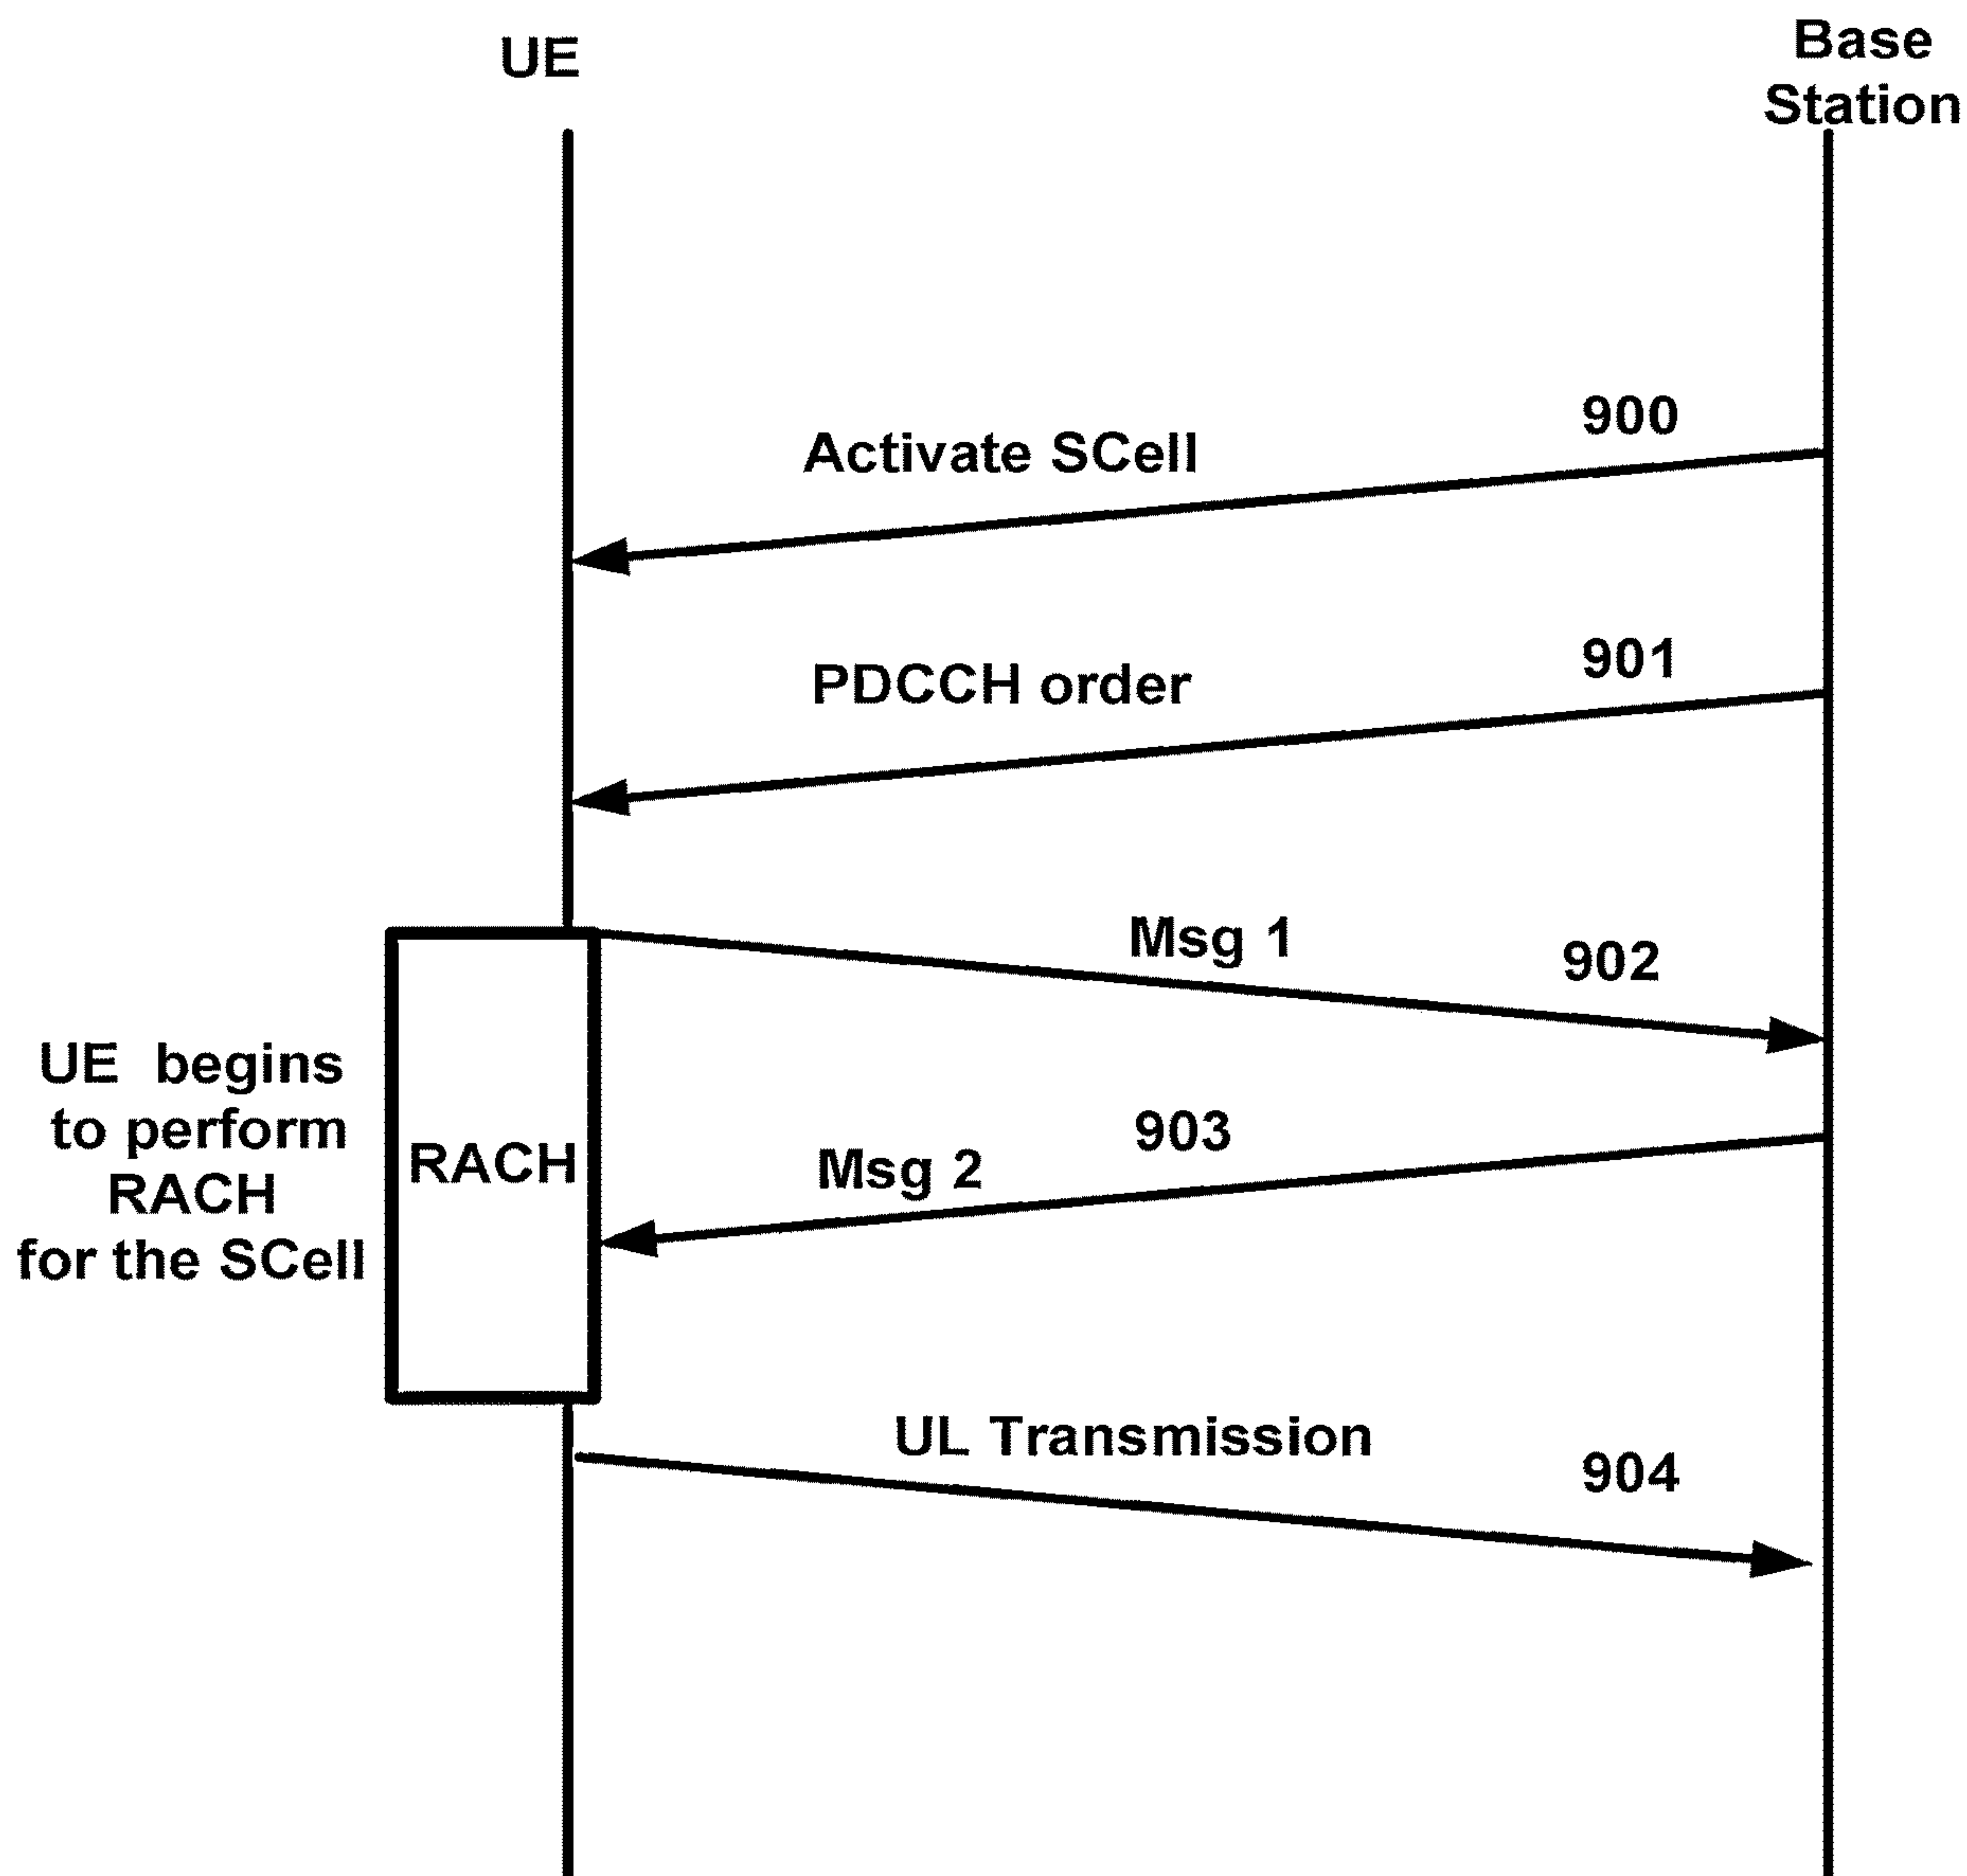 UE
Base
Station
900
Activate SCell
901
PDCCH order
Msg 1
902
UE begins
to perform
RACH
for the SCell
RACH
903
Msg 2
UL Transmission
904